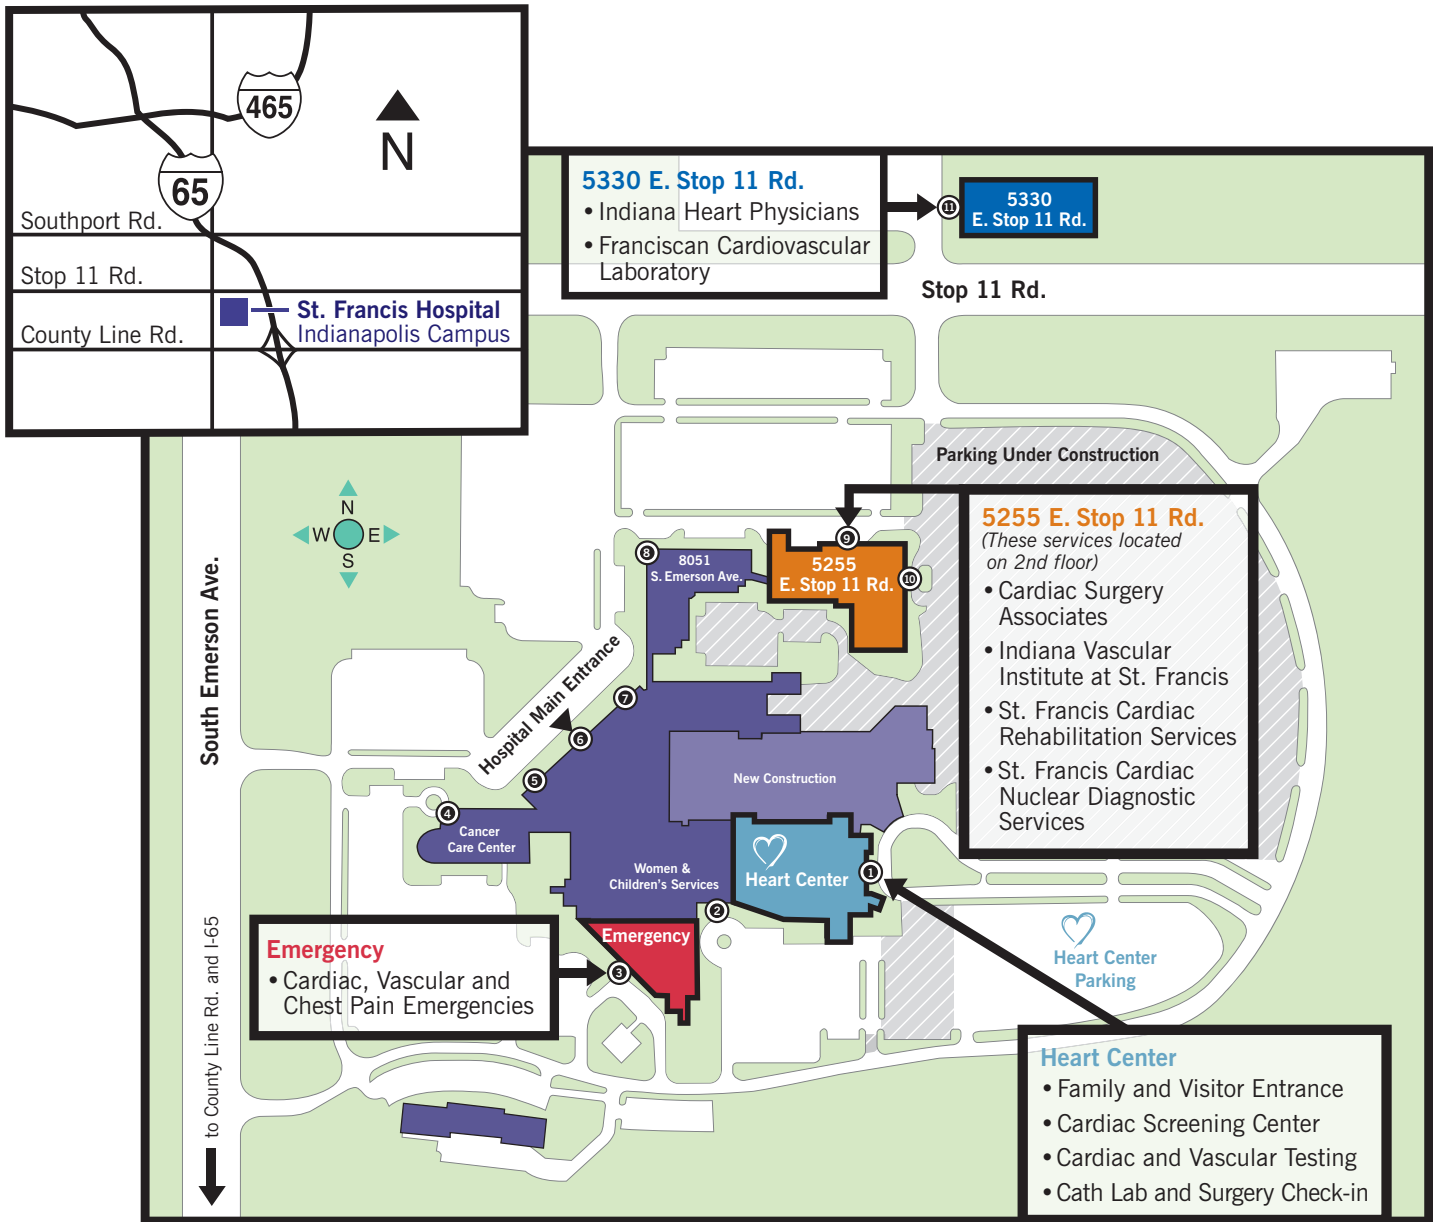 465
N
65
Southport Rd.
Stop 11 Rd.
St. Francis Hospital
Indianapolis Campus
County Line Rd.
5330 E. Stop 11 Rd.
• Indiana Heart Physicians
• Franciscan Cardiovascular
Laboratory
11
5330
E. Stop 11 Rd.
Stop 11 Rd.
Parking Under Construction
N
W
E
S
South Emerson Ave.
to County Line Rd. and I-65
8
8051
S. Emerson Ave.
9
5255
E. Stop 11 Rd.
10
5255 E. Stop 11 Rd.
(These services located
on 2nd floor)
• Cardiac Surgery
Associates
• Indiana Vascular
Institute at St. Francis
• St. Francis Cardiac
Rehabilitation Services
• St. Francis Cardiac
Nuclear Diagnostic
Services
Hospital Main Entrance
7
6
5
4
Cancer
Care Center
New Construction
Women &
Children's Services
Heart Center
1
2
Emergency
3
Emergency
• Cardiac, Vascular and
Chest Pain Emergencies
Heart Center
Parking
Heart Center
• Family and Visitor Entrance
• Cardiac Screening Center
• Cardiac and Vascular Testing
• Cath Lab and Surgery Check-in